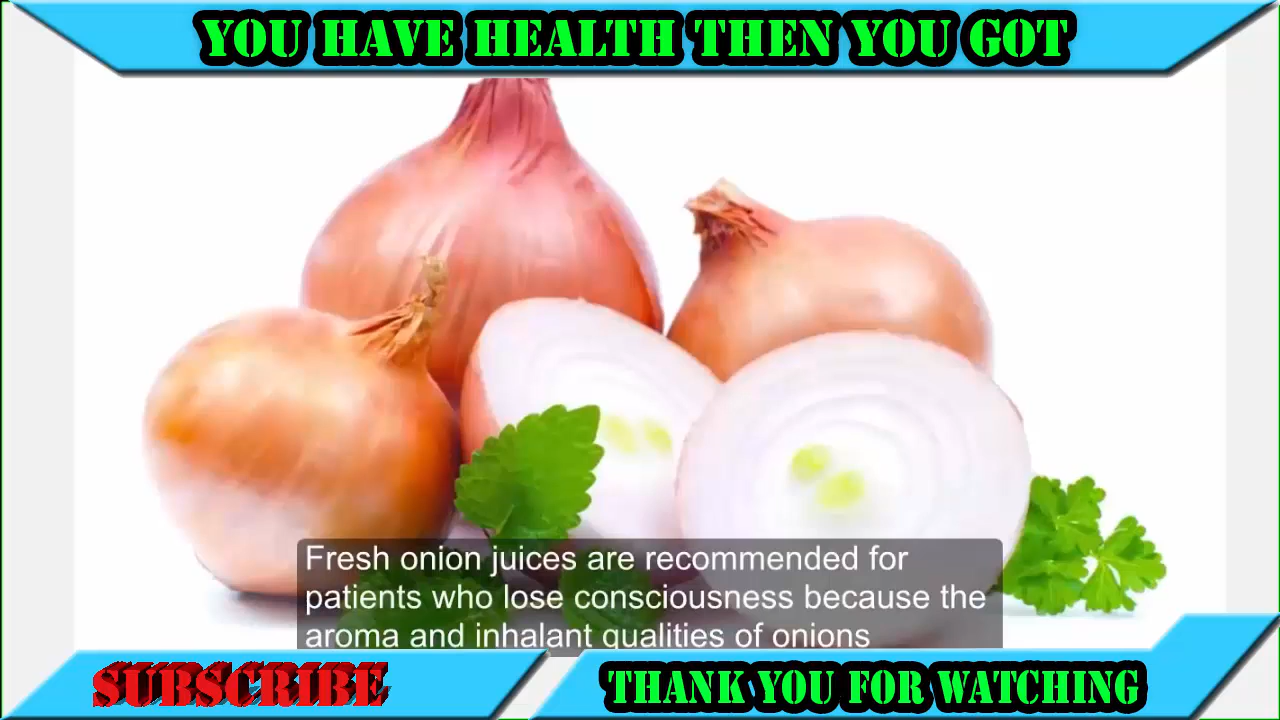 YOU HAVE HEALTH THEN YOU GOT
Fresh onion juices are recommended for
patients who lose consciousness because the
aroma and inhalant qualities of onions
SUBSCRIBE
THANK YOU FOR WATCHING